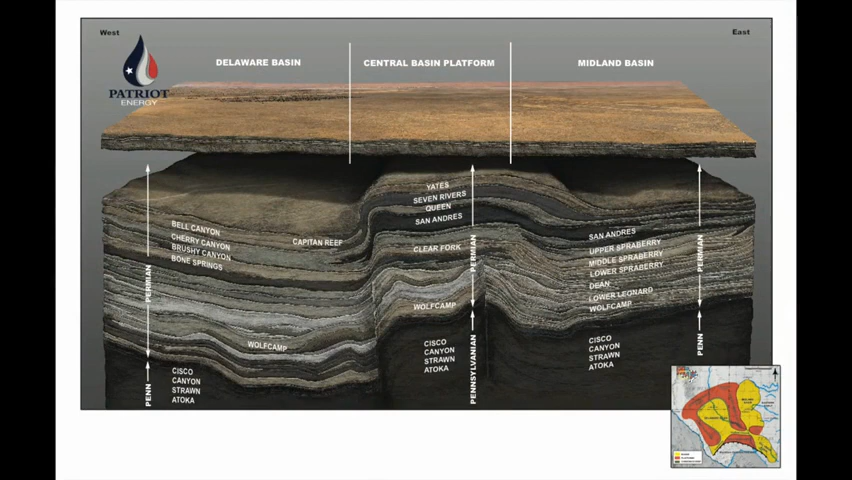 West
East
PATRIOT
ENERGY
DELAWARE BASIN
CENTRAL BASIN PLATFORM
MIDLAND BASIN
BELL CANYON
CHERRY CANYON
BRUSHY CANYON
BONE SPRINGS
WOLFCAMP
CISCO
CANYON
STRAWN
ATOKA
PERMIAN
PENN
CAPITAN REEF
YATES
SEVEN RIVERS
QUEEN
SAN ANDRES
CLEAR FORK
WOLFCAMP
CISCO
CANYON
STRAWN
ATOKA
PERMIAN
PENNSYLVANIAN
SAN ANDRES
UPPER SPRABERRY
MIDDLE SPRABERRY
LOWER SPRABERRY
DEAN
LOWER LEONARD
WOLFCAMP
CISCO
CANYON
STRAWN
ATOKA
PERMIAN
PENN